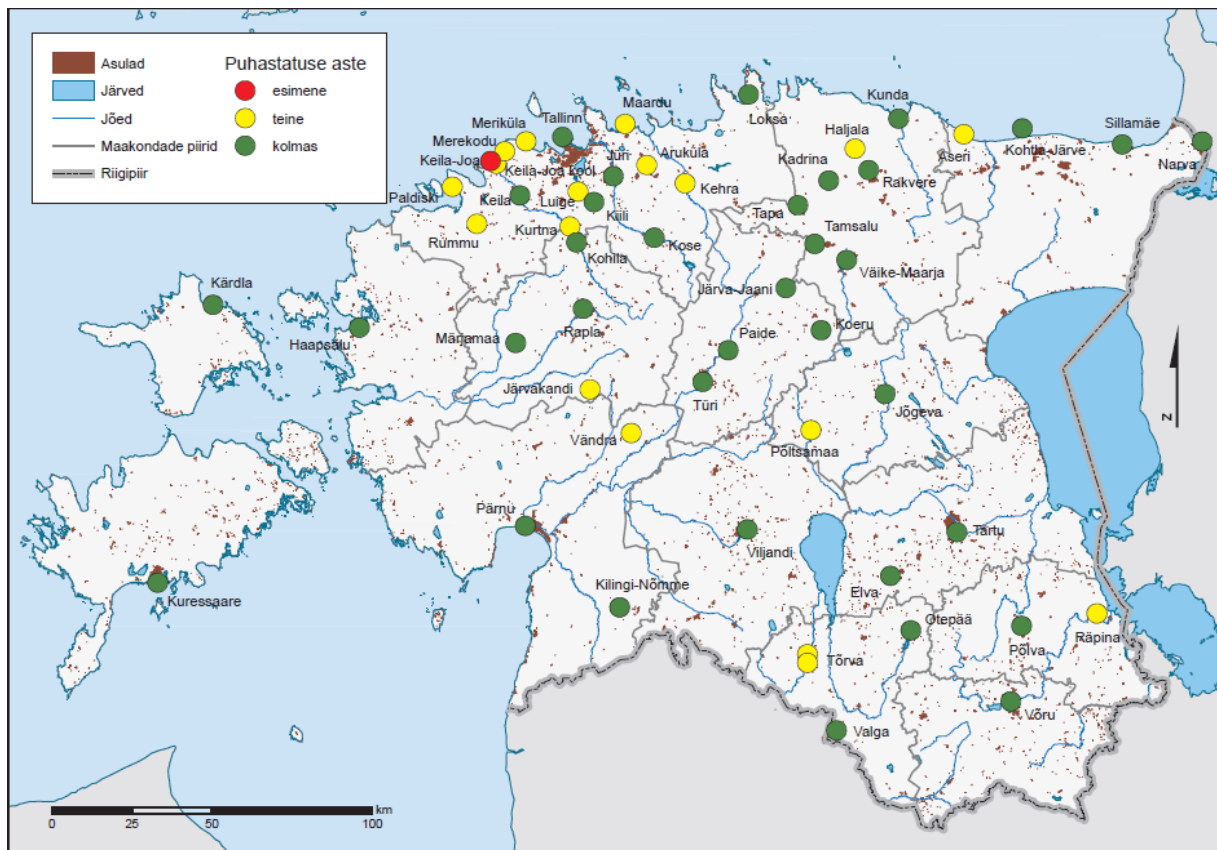 Asulad
Järved
Jõed
Maakondade piirid
Riigipiir
Puhastatuse aste
esimene
teine
kolmas
Maardu
Loksa
Kunda
Meriküla
Tallinn
Haljala
Sillamäe
Merekodu
Jüri
Aruküla
Kadrina
Aseri
Kohtla-Järve
Keila-Joa
Keila-Joa kool
Narva
Rakvere
Kehra
Paldiski
Keila
Luige
Kiili
Tapa
Rummu
Kurtna
Kose
Tamsalu
Kohila
Väike-Maarja
Kärdla
Järva-Jaani
Haapsalu
Märjamaa
Rapla
Paide
Koeru
Järvakandi
Türi
Jõgeva
Vändra
Põltsamaa
Pärnu
Viljandi
Tartu
Kilingi-Nõmme
Elva
Kuressaare
Otepää
Põlva
Räpina
Tõrva
Võru
Valga
N
km
0
25
50
100